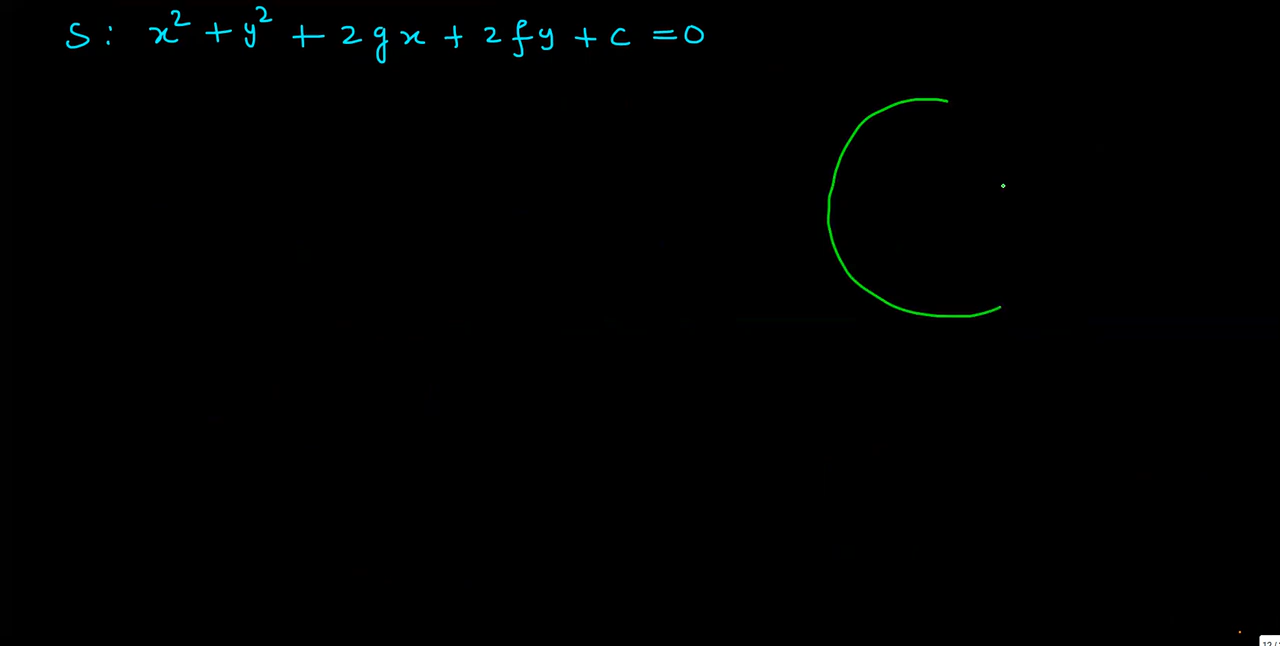 S: x² + y² + 2gx + 2fy + c = 0